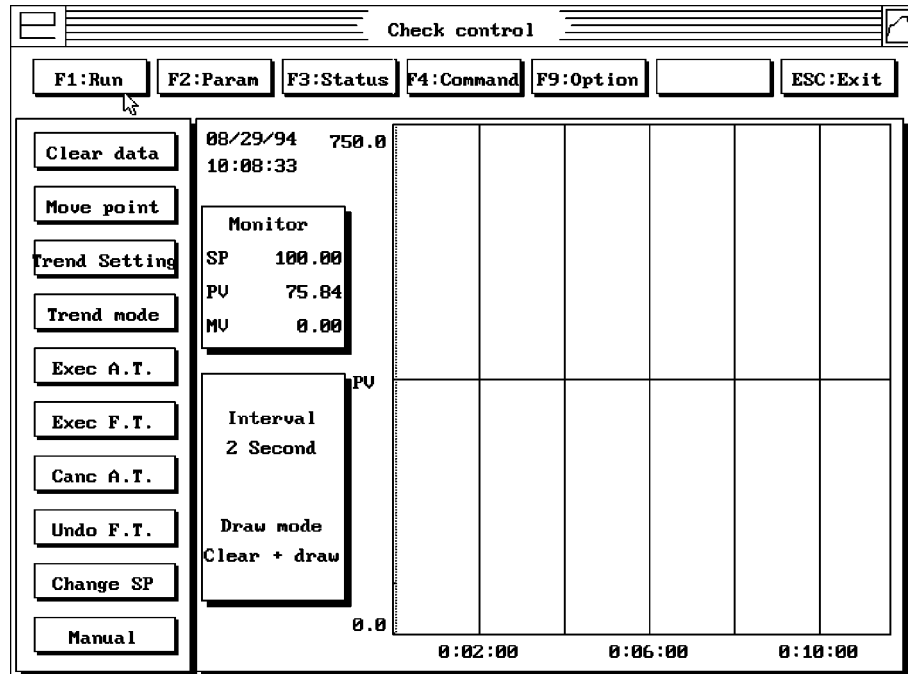 Check control
F1:Run F2:Param F3:Status F4:Command F9:Option ESC:Exit
Clear data
Move point
Trend Setting
Trend mode
Exec A.T.
Exec F.T.
Canc A.T.
Undo F.T.
Change SP
Manual
08/29/94
10:08:33
Monitor
SP 100.00
PV 75.84
MV 0.00
Interval
2 Second
Draw mode
Clear + draw
750.0
PV
0.0
0:02:00 0:06:00 0:10:00